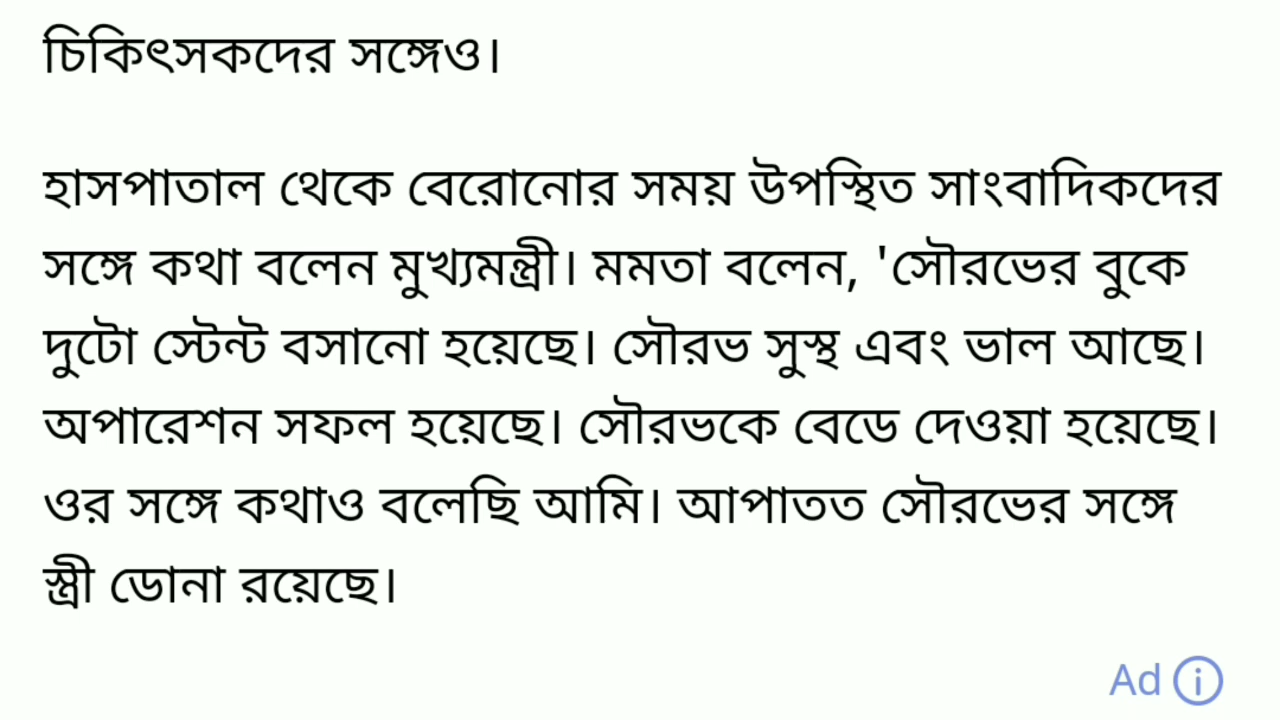 চিকিৎসকদের সঙ্গেও।
হাসপাতাল থেকে বেরোনোর সময় উপস্থিত সাংবাদিকদের
সঙ্গে কথা বলেন মুখ্যমন্ত্রী। মমতা বলেন, 'সৌরভের বুকে
দুটো স্টেন্ট বসানো হয়েছে। সৌরভ সুস্থ এবং ভাল আছে।
অপারেশন সফল হয়েছে। সৌরভকে বেডে দেওয়া হয়েছে।
ওর সঙ্গে কথাও বলেছি আমি। আপাতত সৌরভের সঙ্গে
স্ত্রী ডোনা রয়েছে।
Ad